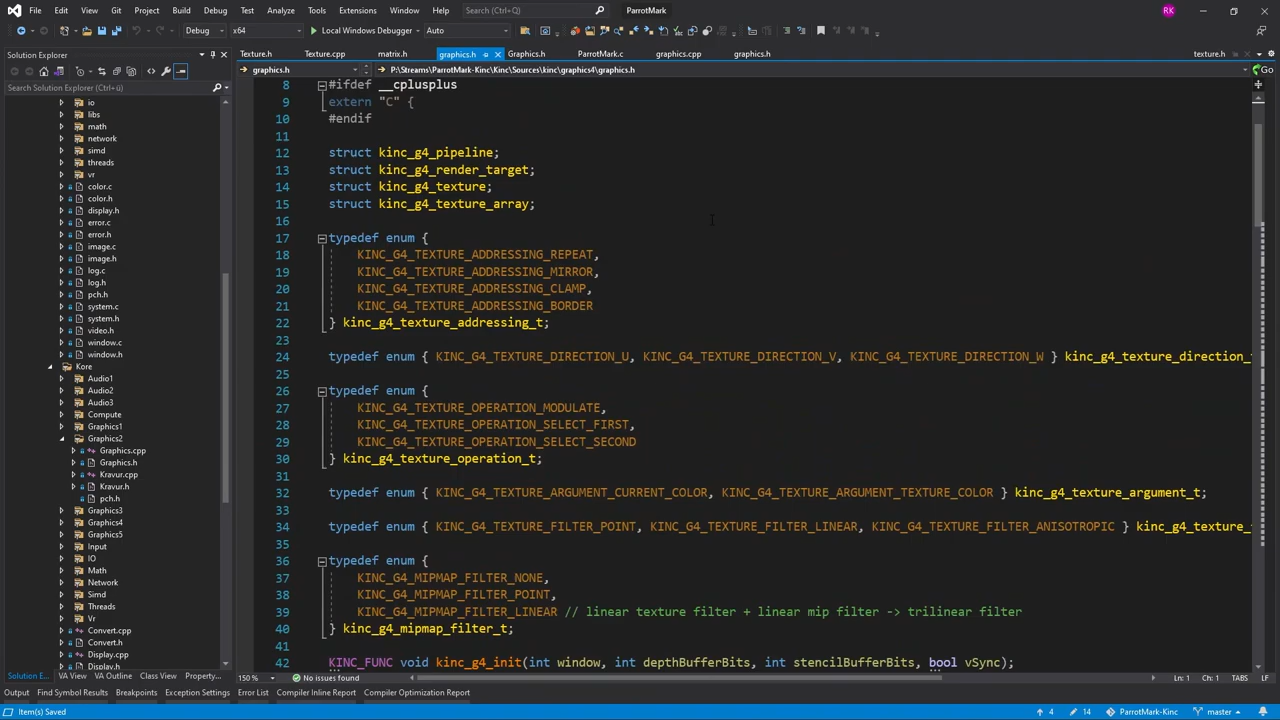 File Edit View Git Project Build Debug Test Analyze Tools Extensions Window Help Search (Ctrl+Q) ParrotMark RK
Debug x64 Local Windows Debugger Auto
Solution Explorer
Search Solution Explorer (Ctrl+ü)
io
libs
math
network
simd
threads
vr
color.c
color.h
display.h
error.c
error.h
image.c
image.h
log.c
log.h
pch.h
system.c
system.h
video.h
window.c
window.h
Kore
Audio1
Audio2
Audio3
Compute
Graphics1
Graphics2
Graphics.cpp
Graphics.h
Kravur.cpp
Kravur.h
pch.h
Graphics3
Graphics4
Graphics5
Input
IO
Math
Network
Simd
Threads
Vr
Convert.cpp
Convert.h
Display.cpp
Display.h
Solution E... VA View VA Outline Class View Property...
Texture.h Texture.cpp matrix.h graphics.h Graphics.h ParrotMark.c graphics.cpp graphics.h texture.h
graphics.h P:\Streams\ParrotMark-Kinc\Kinc\Sources\kinc\graphics4\graphics.h Go
8 #ifdef __cplusplus
9 extern "C" {
10 #endif
11
12 struct kinc_g4_pipeline;
13 struct kinc_g4_render_target;
14 struct kinc_g4_texture;
15 struct kinc_g4_texture_array;
16
17 typedef enum {
18 KINC_G4_TEXTURE_ADDRESSING_REPEAT,
19 KINC_G4_TEXTURE_ADDRESSING_MIRROR,
20 KINC_G4_TEXTURE_ADDRESSING_CLAMP,
21 KINC_G4_TEXTURE_ADDRESSING_BORDER
22 } kinc_g4_texture_addressing_t;
23
24 typedef enum { KINC_G4_TEXTURE_DIRECTION_U, KINC_G4_TEXTURE_DIRECTION_V, KINC_G4_TEXTURE_DIRECTION_W } kinc_g4_texture_direction_
25
26 typedef enum {
27 KINC_G4_TEXTURE_OPERATION_MODULATE,
28 KINC_G4_TEXTURE_OPERATION_SELECT_FIRST,
29 KINC_G4_TEXTURE_OPERATION_SELECT_SECOND
30 } kinc_g4_texture_operation_t;
31
32 typedef enum { KINC_G4_TEXTURE_ARGUMENT_CURRENT_COLOR, KINC_G4_TEXTURE_ARGUMENT_TEXTURE_COLOR } kinc_g4_texture_argument_t;
33
34 typedef enum { KINC_G4_TEXTURE_FILTER_POINT, KINC_G4_TEXTURE_FILTER_LINEAR, KINC_G4_TEXTURE_FILTER_ANISOTROPIC } kinc_g4_texture_
35
36 typedef enum {
37 KINC_G4_MIPMAP_FILTER_NONE,
38 KINC_G4_MIPMAP_FILTER_POINT,
39 KINC_G4_MIPMAP_FILTER_LINEAR // linear texture filter + linear mip filter -> trilinear filter
40 } kinc_g4_mipmap_filter_t;
41
42 KINC_FUNC void kinc_g4_init(int window, int depthBufferBits, int stencilBufferBits, bool vSync);
150 % No issues found Ln: 1 Ch: 1 TABS LF
Output Find Symbol Results Breakpoints Exception Settings Error List Compiler Inline Report Compiler Optimization Report
Item(s) Saved 4 14 ParrotMark-Kinc master